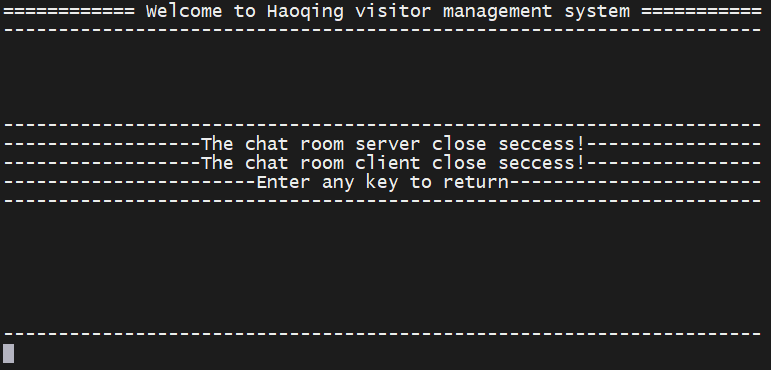 ============ Welcome to Haoqing visitor management system ===========
---------------------------------------------------------------------
---------------------------------------------------------------------
------------------The chat room server close seccess!----------------
------------------The chat room client close seccess!----------------
-----------------------Enter any key to return-----------------------
---------------------------------------------------------------------
---------------------------------------------------------------------